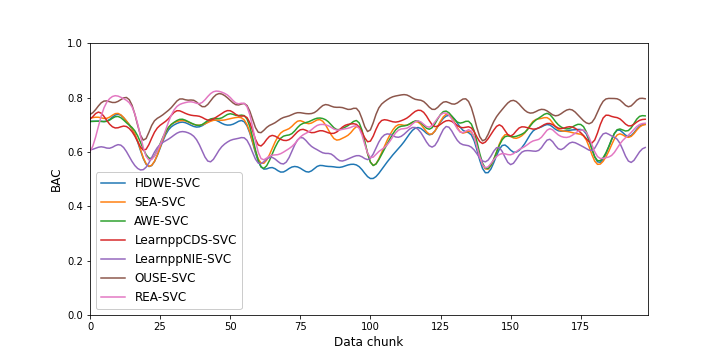 1.0
0.8
0.6
0.4
0.2
0.0
BAC
HDWE-SVC
SEA-SVC
AWE-SVC
LearnppCDS-SVC
LearnppNIE-SVC
OUSE-SVC
REA-SVC
0 25 50 75 100 125 150 175
Data chunk